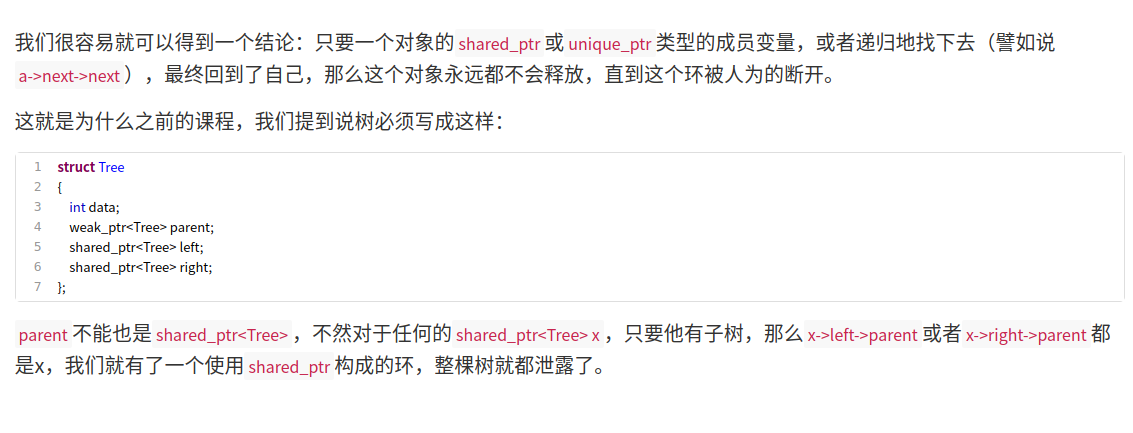 我们很容易就可以得到一个结论：只要一个对象的 shared_ptr 或 unique_ptr 类型的成员变量，或者递归地找下去（譬如说
a->next->next ），最终回到了自己，那么这个对象永远都不会释放，直到这个环被人为的断开。
这就是为什么之前的课程，我们提到说树必须写成这样：
1 struct Tree
2 {
3 int data;
4 weak_ptr<Tree> parent;
5 shared_ptr<Tree> left;
6 shared_ptr<Tree> right;
7 };
parent 不能也是 shared_ptr<Tree> ，不然对于任何的 shared_ptr<Tree> x ，只要他有子树，那么 x->left->parent 或者 x->right->parent 都
是x，我们就有了一个使用 shared_ptr 构成的环，整棵树就都泄露了。